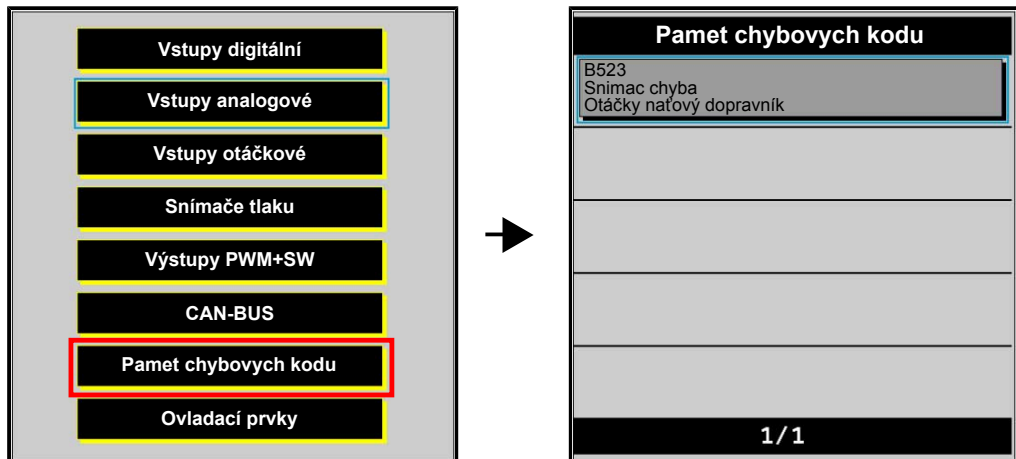 Vstupy digitální
Vstupy analogové
Vstupy otáčkové
Snímače tlaku
Výstupy PWM+SW
CAN-BUS
Pamet chybovych kodu
Ovladací prvky
Pamet chybovych kodu
B523
Snimac chyba
Otáčky naťový dopravník
1/1